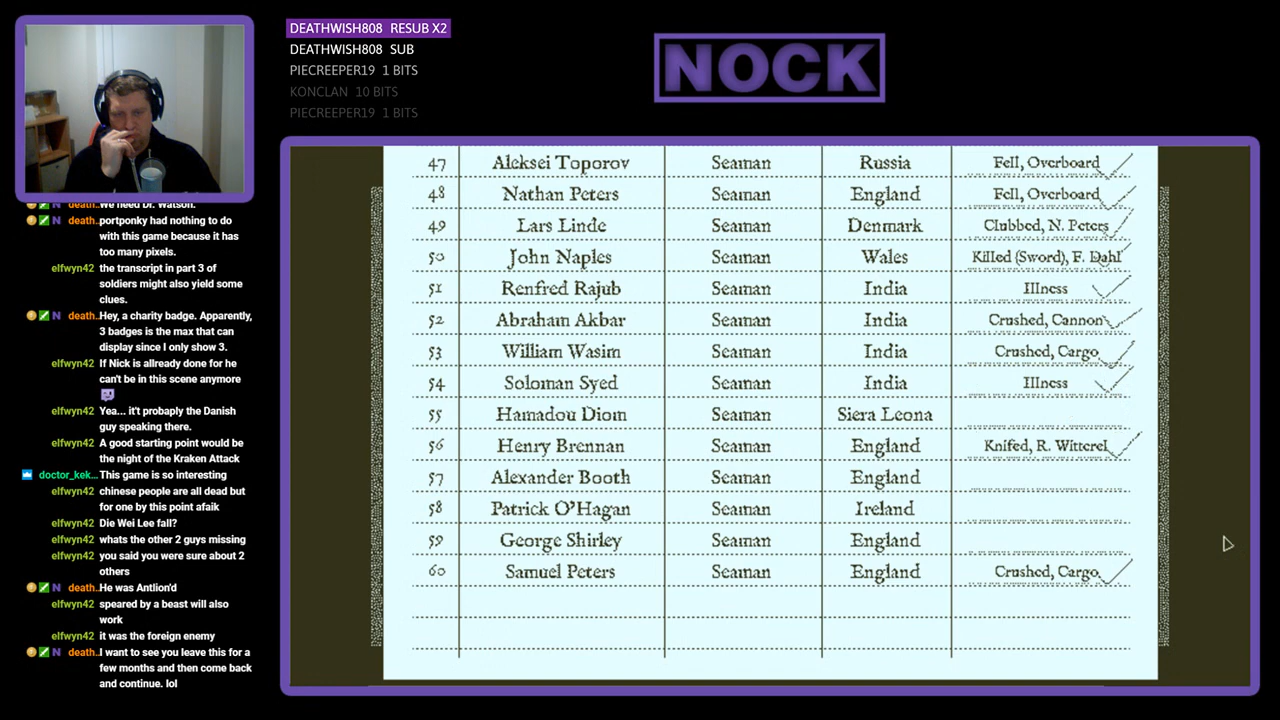 DEATHWISH808 RESUB X2
DEATHWISH808 SUB
PIECREEPER19 1 BITS
KONCLAN 10 BITS
PIECREEPER19 1 BITS
NOCK
death.. We need Dr. Watson.
death.. portponky had nothing to do
with this game because it has
too many pixels.
elfwyn42 the transcript in part 3 of
soldiers might also yield some
clues.
death.. Hey, a charity badge. Apparently,
3 badges is the max that can
display since I only show 3.
elfwyn42 If Nick is allready done for he
can't be in this scene anymore
elfwyn42 Yea... it't probaply the Danish
guy speaking there.
elfwyn42 A good starting point would be
the night of the Kraken Attack
doctor_kek... This game is so interesting
elfwyn42 chinese people are all dead but
for one by this point afaik
elfwyn42 Die Wei Lee fall?
elfwyn42 whats the other 2 guys missing
elfwyn42 you said you were sure about 2
others
death.. He was Antlion'd
elfwyn42 speared by a beast will also
work
elfwyn42 it was the foreign enemy
death.. I want to see you leave this for a
few months and then come back
and continue. lol
47 Aleksei Toporov Seaman Russia Fell, Overboard
48 Nathan Peters Seaman England Fell, Overboard
49 Lars Linde Seaman Denmark Clubbed, N. Peters
50 John Naples Seaman Wales Killed (Sword), F. Dahl
51 Renfred Rajub Seaman India Illness
52 Abraham Akbar Seaman India Crushed, Cannon
53 William Wasim Seaman India Crushed, Cargo
54 Soloman Syed Seaman India Illness
55 Hamadou Diom Seaman Siera Leona
56 Henry Brennan Seaman England Knifed, R. Witterel
57 Alexander Booth Seaman England
58 Patrick O'Hagan Seaman Ireland
59 George Shirley Seaman England
60 Samuel Peters Seaman England Crushed, Cargo